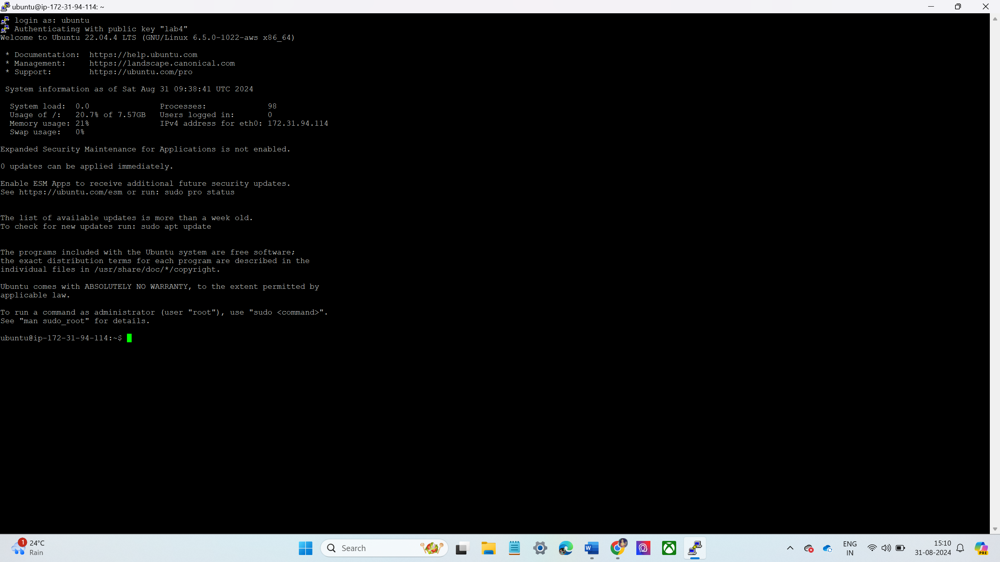 ubuntu@ip-172-31-94-114: ~
login as: ubuntu
Authenticating with public key "lab4"
Welcome to Ubuntu 22.04.4 LTS (GNU/Linux 6.5.0-1022-aws x86_64)
* Documentation:  https://help.ubuntu.com
* Management:     https://landscape.canonical.com
* Support:        https://ubuntu.com/pro
System information as of Sat Aug 31 09:38:41 UTC 2024
System load:  0.0               Processes:             98
Usage of /:   20.7% of 7.57GB   Users logged in:       0
Memory usage: 21%               IPv4 address for eth0: 172.31.94.114
Swap usage:   0%
Expanded Security Maintenance for Applications is not enabled.
0 updates can be applied immediately.
Enable ESM Apps to receive additional future security updates.
See https://ubuntu.com/esm or run: sudo pro status
The list of available updates is more than a week old.
To check for new updates run: sudo apt update
The programs included with the Ubuntu system are free software;
the exact distribution terms for each program are described in the
individual files in /usr/share/doc/*/copyright.
Ubuntu comes with ABSOLUTELY NO WARRANTY, to the extent permitted by
applicable law.
To run a command as administrator (user "root"), use "sudo <command>".
See "man sudo_root" for details.
ubuntu@ip-172-31-94-114:~$
1
24°C
Rain
Search
W
ENG
IN
15:10
31-08-2024
PRE